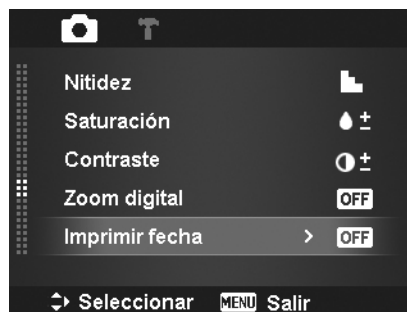 Nitidez
Saturación
Contraste
Zoom digital OFF
Imprimir fecha > OFF
Seleccionar MENU Salir